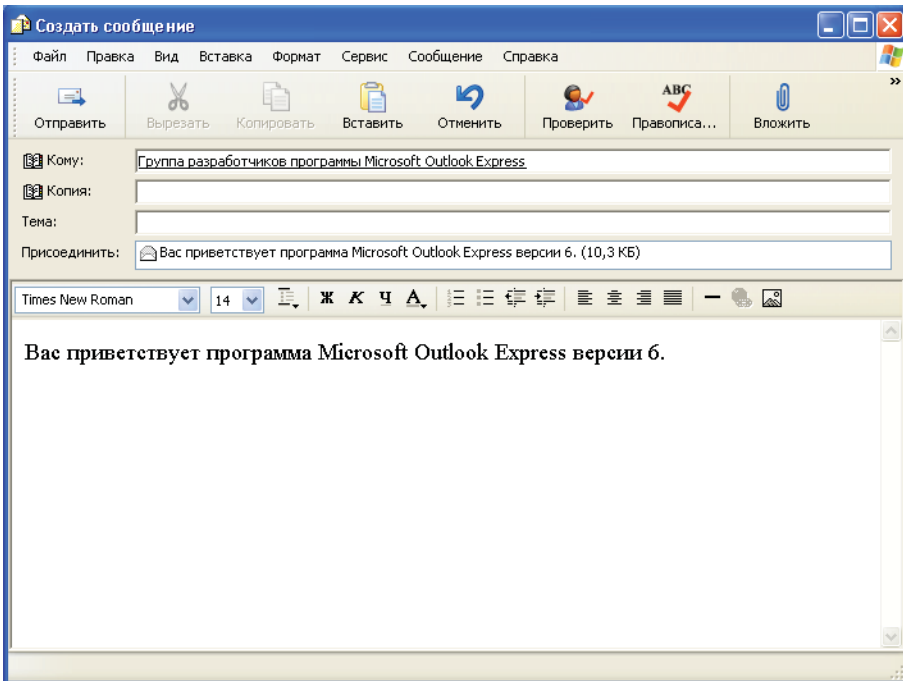 Создать сообщение
Файл Правка Вид Вставка Формат Сервис Сообщение Справка
Отправить Вырезать Копировать Вставить Отменить Проверить ABC Правописа... Вложить
Кому: Группа разработчиков программы Microsoft Outlook Express
Копия:
Тема:
Присоединить: Вас приветствует программа Microsoft Outlook Express версии 6. (10,3 КБ)
Times New Roman 14 Ж К Ч А
Вас приветствует программа Microsoft Outlook Express версии 6.